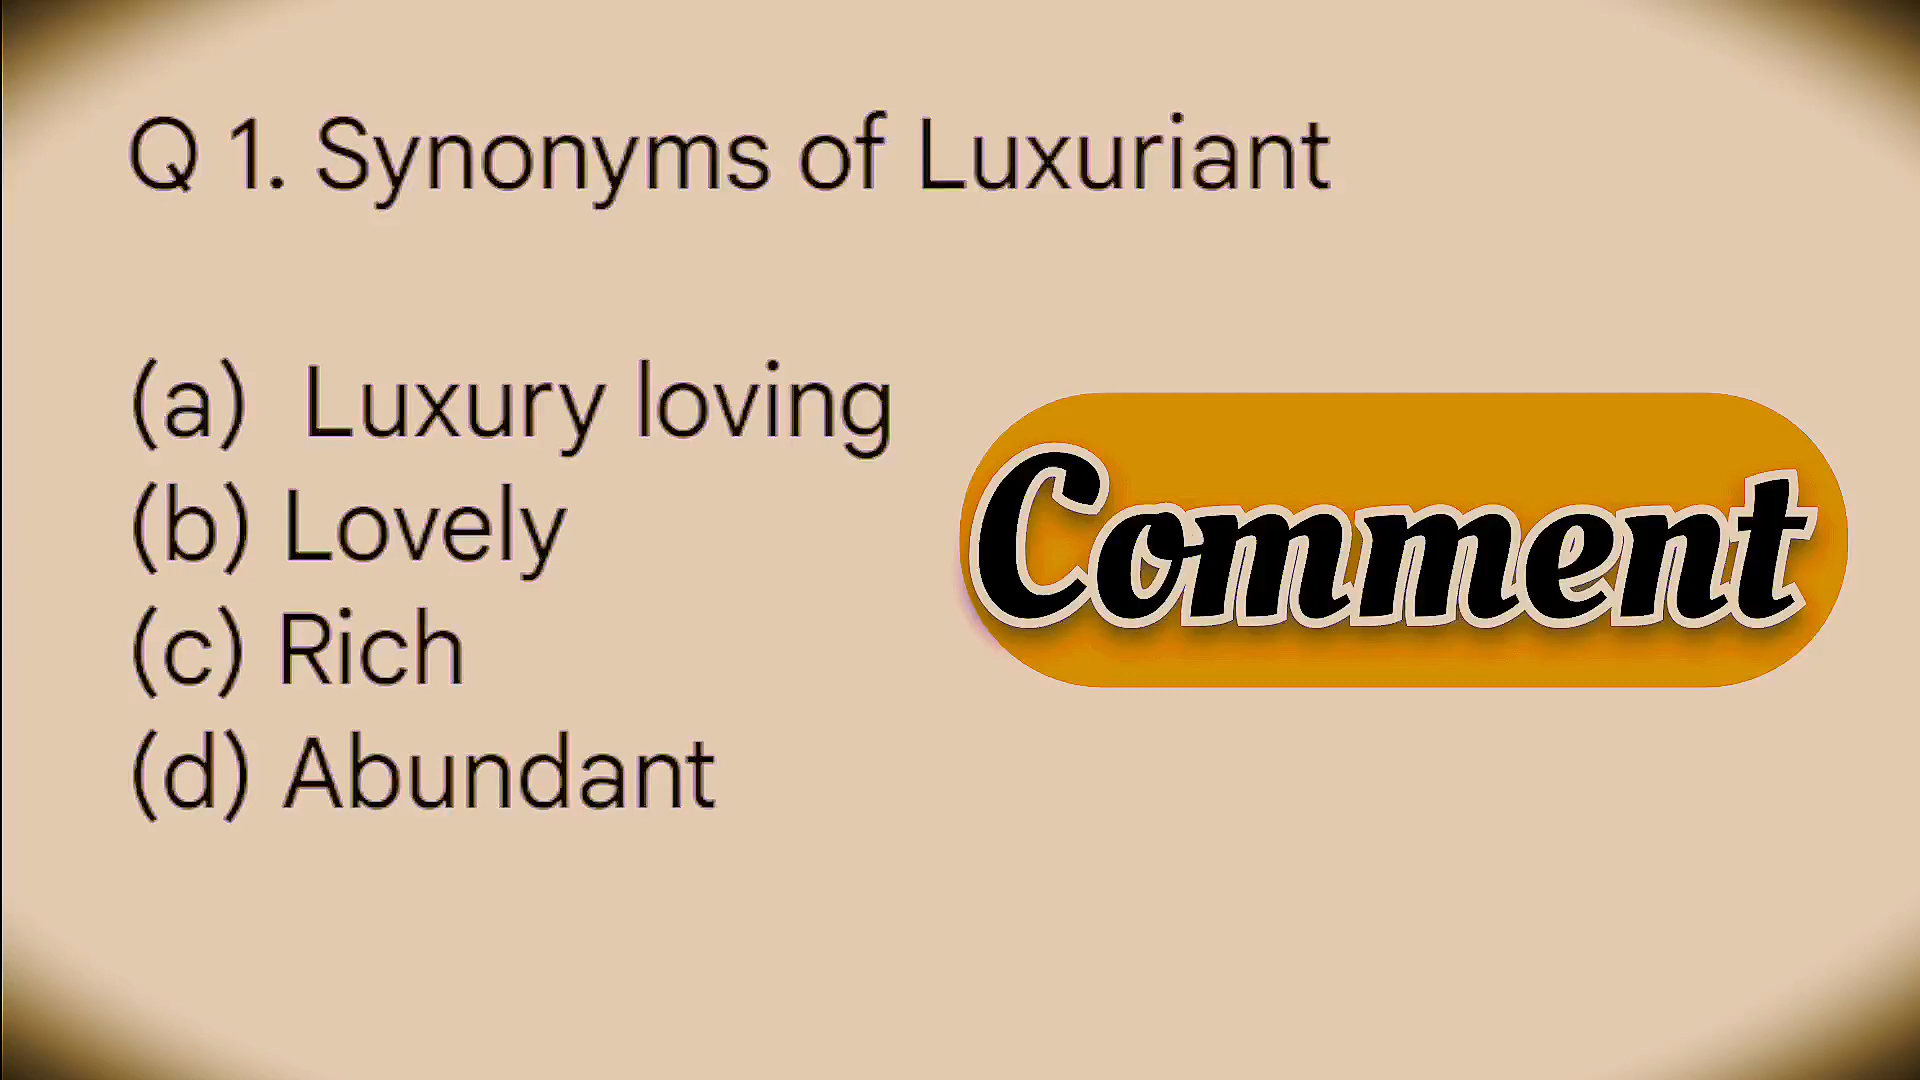 Q 1. Synonyms of Luxuriant
(a) Luxury loving
(b) Lovely
(c) Rich
(d) Abundant
Comment